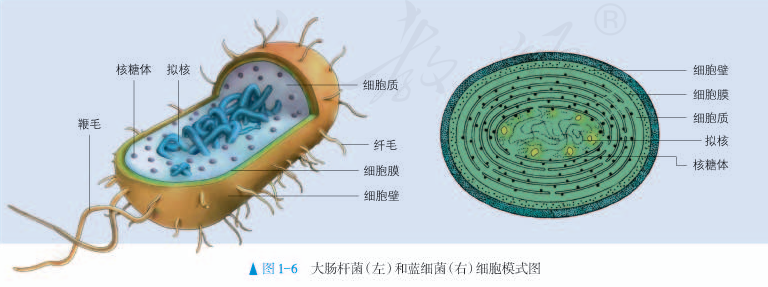 核糖体
拟核
细胞质
鞭毛
纤毛
细胞膜
细胞壁
细胞壁
细胞膜
细胞质
拟核
核糖体
▲图1-6 大肠杆菌(左)和蓝细菌(右)细胞模式图
®